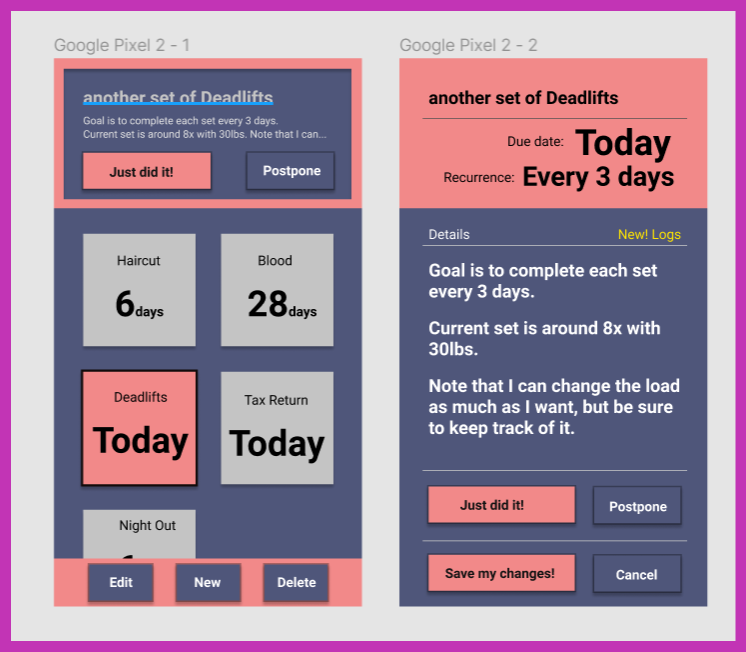 Google Pixel 2 - 1
another set of Deadlifts
Goal is to complete each set every 3 days.
Current set is around 8x with 30lbs. Note that I can...
Just did it!
Postpone
Haircut
6days
Blood
28days
Deadlifts
Today
Tax Return
Today
Night Out
Edit
New
Delete
Google Pixel 2 - 2
another set of Deadlifts
Due date: Today
Recurrence: Every 3 days
Details
New! Logs
Goal is to complete each set
every 3 days.
Current set is around 8x with
30lbs.
Note that I can change the load
as much as I want, but be sure
to keep track of it.
Just did it!
Postpone
Save my changes!
Cancel